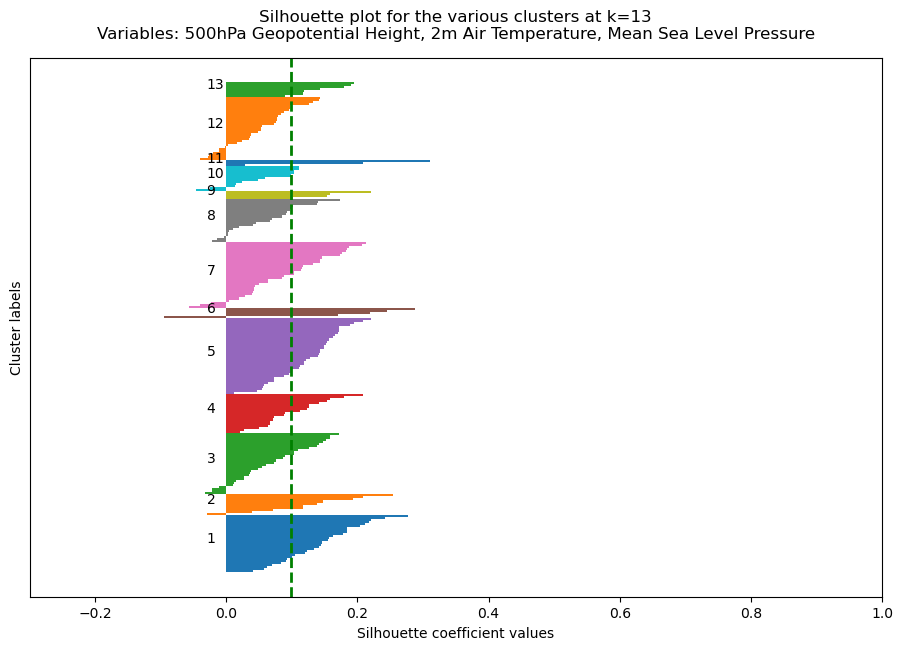 Silhouette plot for the various clusters at k=13
Variables: 500hPa Geopotential Height, 2m Air Temperature, Mean Sea Level Pressure
Cluster labels
13
12
11
10
9
8
7
6
5
4
3
2
1
−0.2 0.0 0.2 0.4 0.6 0.8 1.0
Silhouette coefficient values